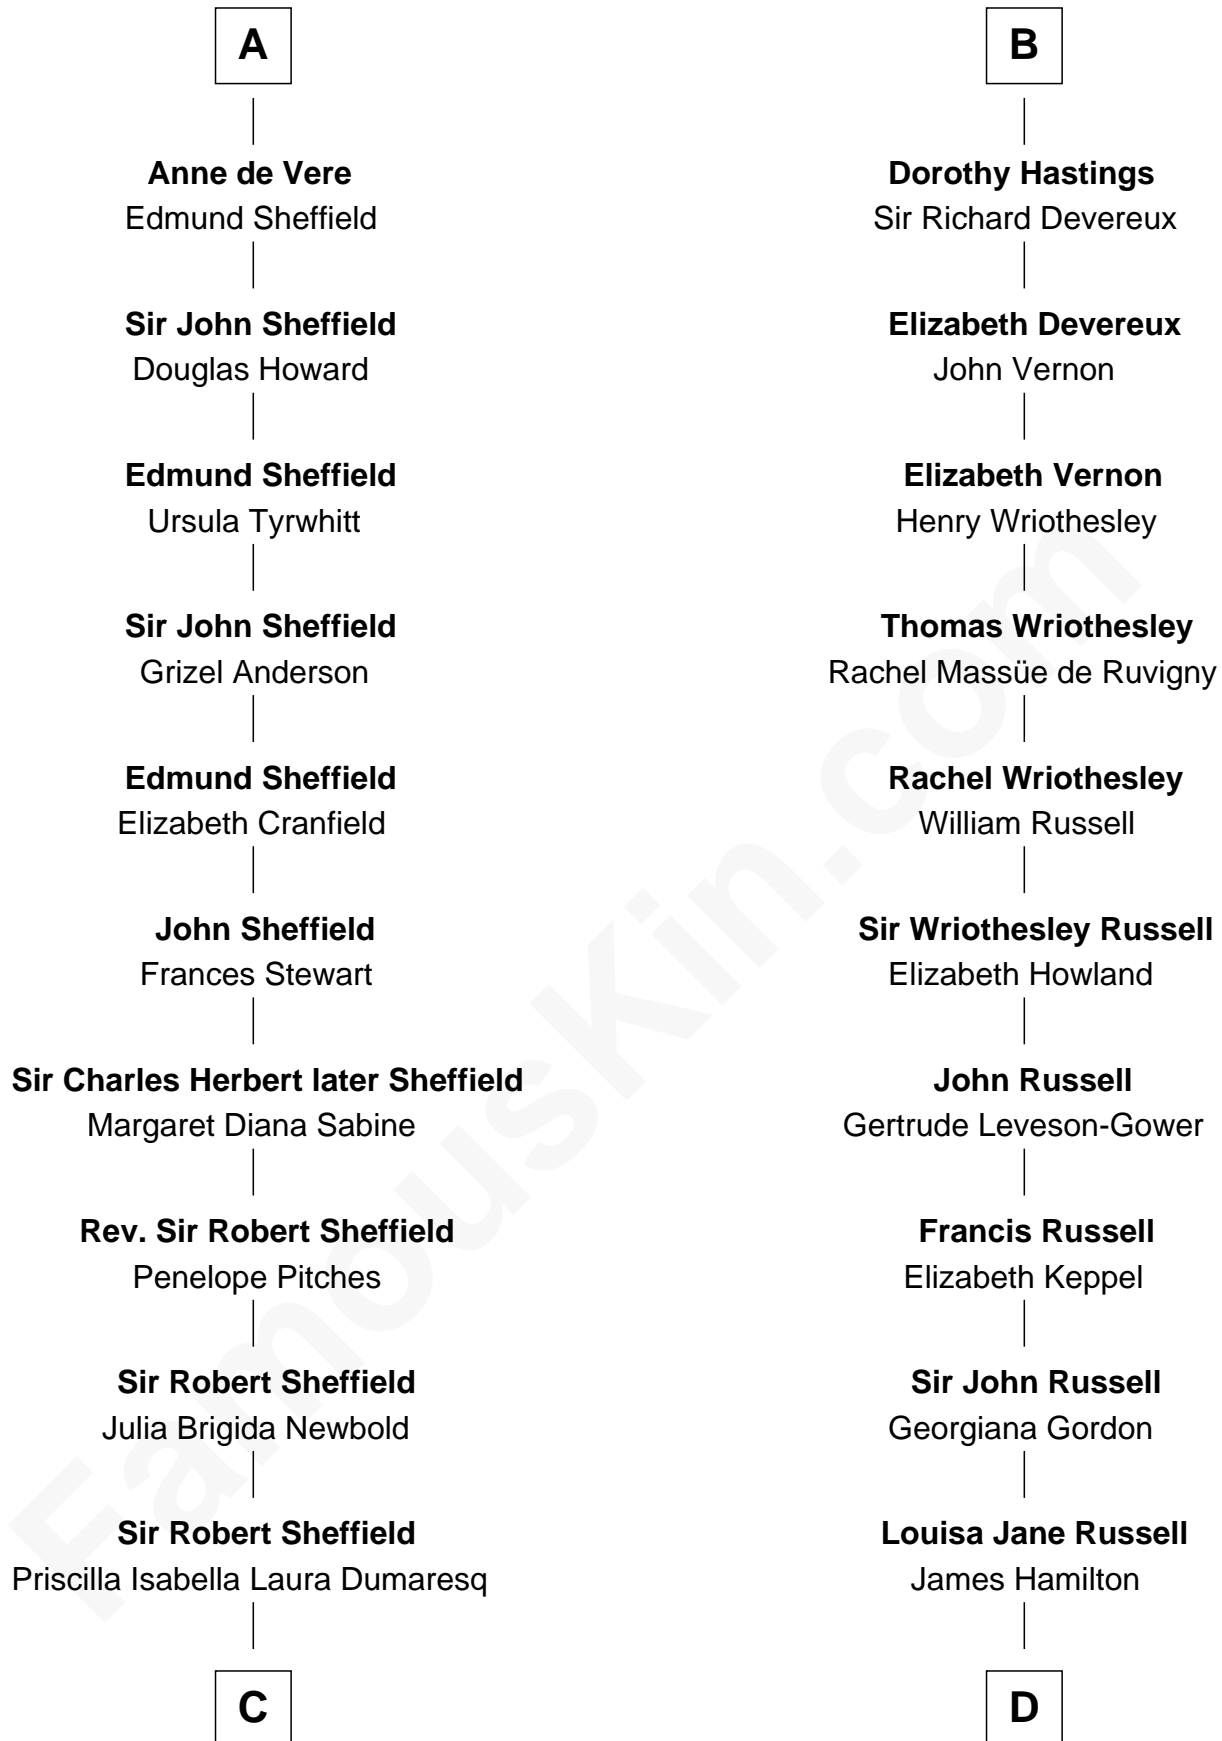 A
Anne de Vere
Edmund Sheffield
Sir John Sheffield
Douglas Howard
Edmund Sheffield
Ursula Tyrwhitt
Sir John Sheffield
Grizel Anderson
Edmund Sheffield
Elizabeth Cranfield
John Sheffield
Frances Stewart
Sir Charles Herbert later Sheffield
Margaret Diana Sabine
Rev. Sir Robert Sheffield
Penelope Pitches
Sir Robert Sheffield
Julia Brigida Newbold
Sir Robert Sheffield
Priscilla Isabella Laura Dumaresq
C
B
Dorothy Hastings
Sir Richard Devereux
Elizabeth Devereux
John Vernon
Elizabeth Vernon
Henry Wriothesley
Thomas Wriothesley
Rachel Massüe de Ruvigny
Rachel Wriothesley
William Russell
Sir Wriothesley Russell
Elizabeth Howland
John Russell
Gertrude Leveson-Gower
Francis Russell
Elizabeth Keppel
Sir John Russell
Georgiana Gordon
Louisa Jane Russell
James Hamilton
D
FamousKin.com